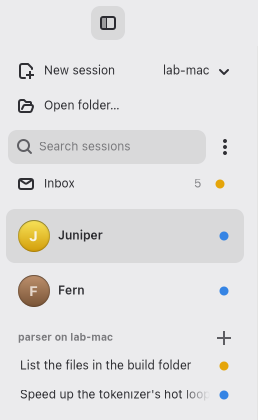 New session lab-mac
Open folder...
Search sessions
Inbox 5
J Juniper
F Fern
parser on lab-mac
List the files in the build folder
Speed up the tokenizer's hot loop